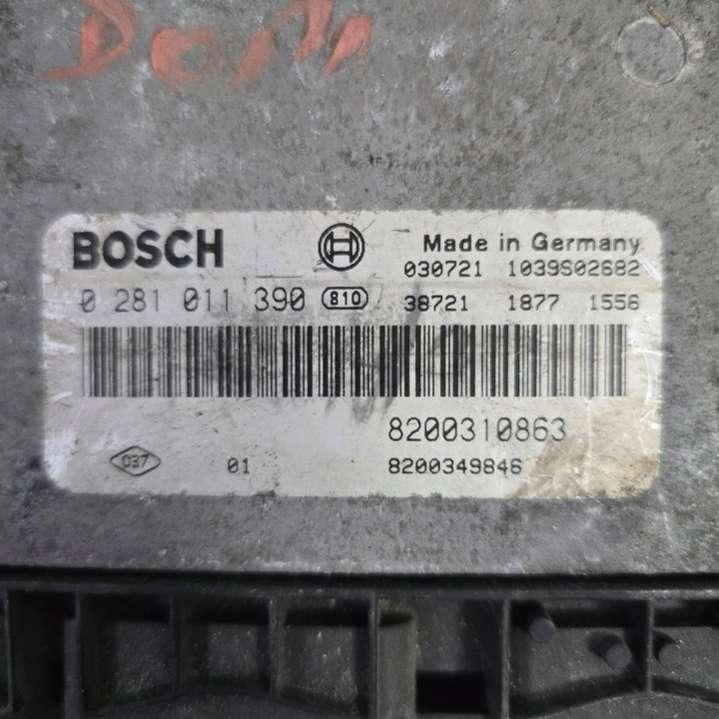 DOM
BOSCH Made in Germany
030721 1039S02682
0 281 011 390 810 38721 1877 1556
8200310863
037 01 8200349846